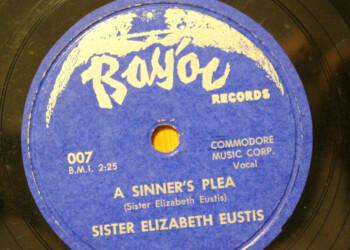 Bayou
RECORDS
007
B.M.I. 2:25
COMMODORE
MUSIC CORP.
Vocal
A SINNER'S PLEA
(Sister Elizabeth Eustis)
SISTER ELIZABETH EUSTIS